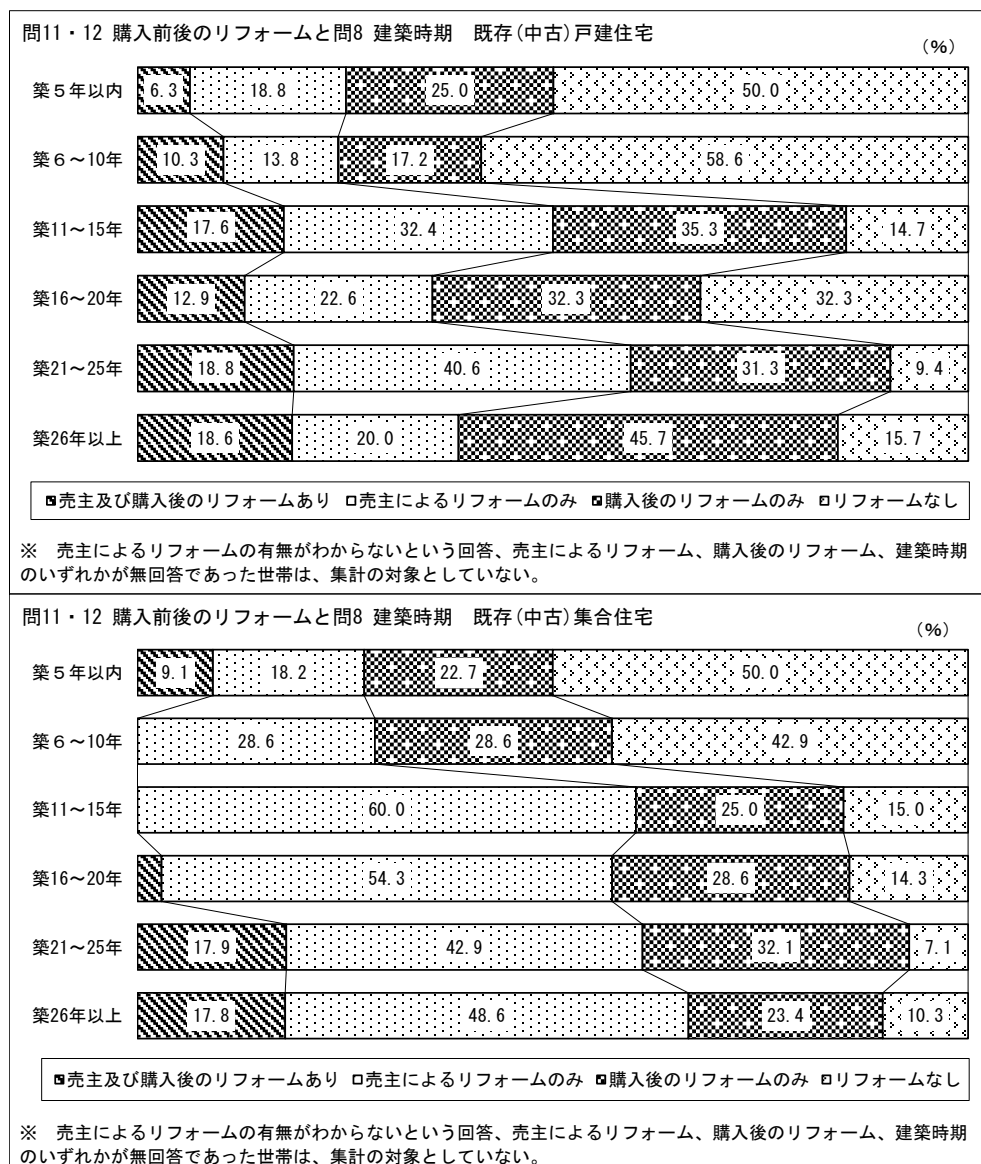 問11・12 購入前後のリフォームと問8 建築時期　既存(中古)戸建住宅
(%)
築５年以内 6.3 18.8 25.0 50.0
築６～10年 10.3 13.8 17.2 58.6
築11～15年 17.6 32.4 35.3 14.7
築16～20年 12.9 22.6 32.3 32.3
築21～25年 18.8 40.6 31.3 9.4
築26年以上 18.6 20.0 45.7 15.7
売主及び購入後のリフォームあり 売主によるリフォームのみ 購入後のリフォームのみ リフォームなし
※　売主によるリフォームの有無がわからないという回答、売主によるリフォーム、購入後のリフォーム、建築時期
のいずれかが無回答であった世帯は、集計の対象としていない。
問11・12 購入前後のリフォームと問8 建築時期　既存(中古)集合住宅
(%)
築５年以内 9.1 18.2 22.7 50.0
築６～10年 28.6 28.6 42.9
築11～15年 60.0 25.0 15.0
築16～20年 54.3 28.6 14.3
築21～25年 17.9 42.9 32.1 7.1
築26年以上 17.8 48.6 23.4 10.3
売主及び購入後のリフォームあり 売主によるリフォームのみ 購入後のリフォームのみ リフォームなし
※　売主によるリフォームの有無がわからないという回答、売主によるリフォーム、購入後のリフォーム、建築時期
のいずれかが無回答であった世帯は、集計の対象としていない。